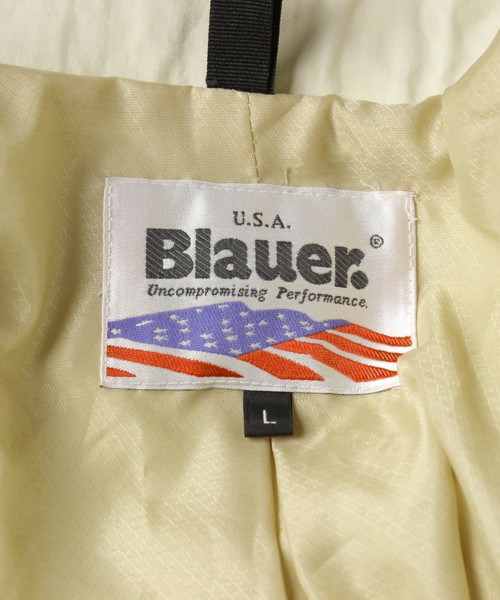 U.S.A.
Blauer.®
Uncompromising Performance.
L